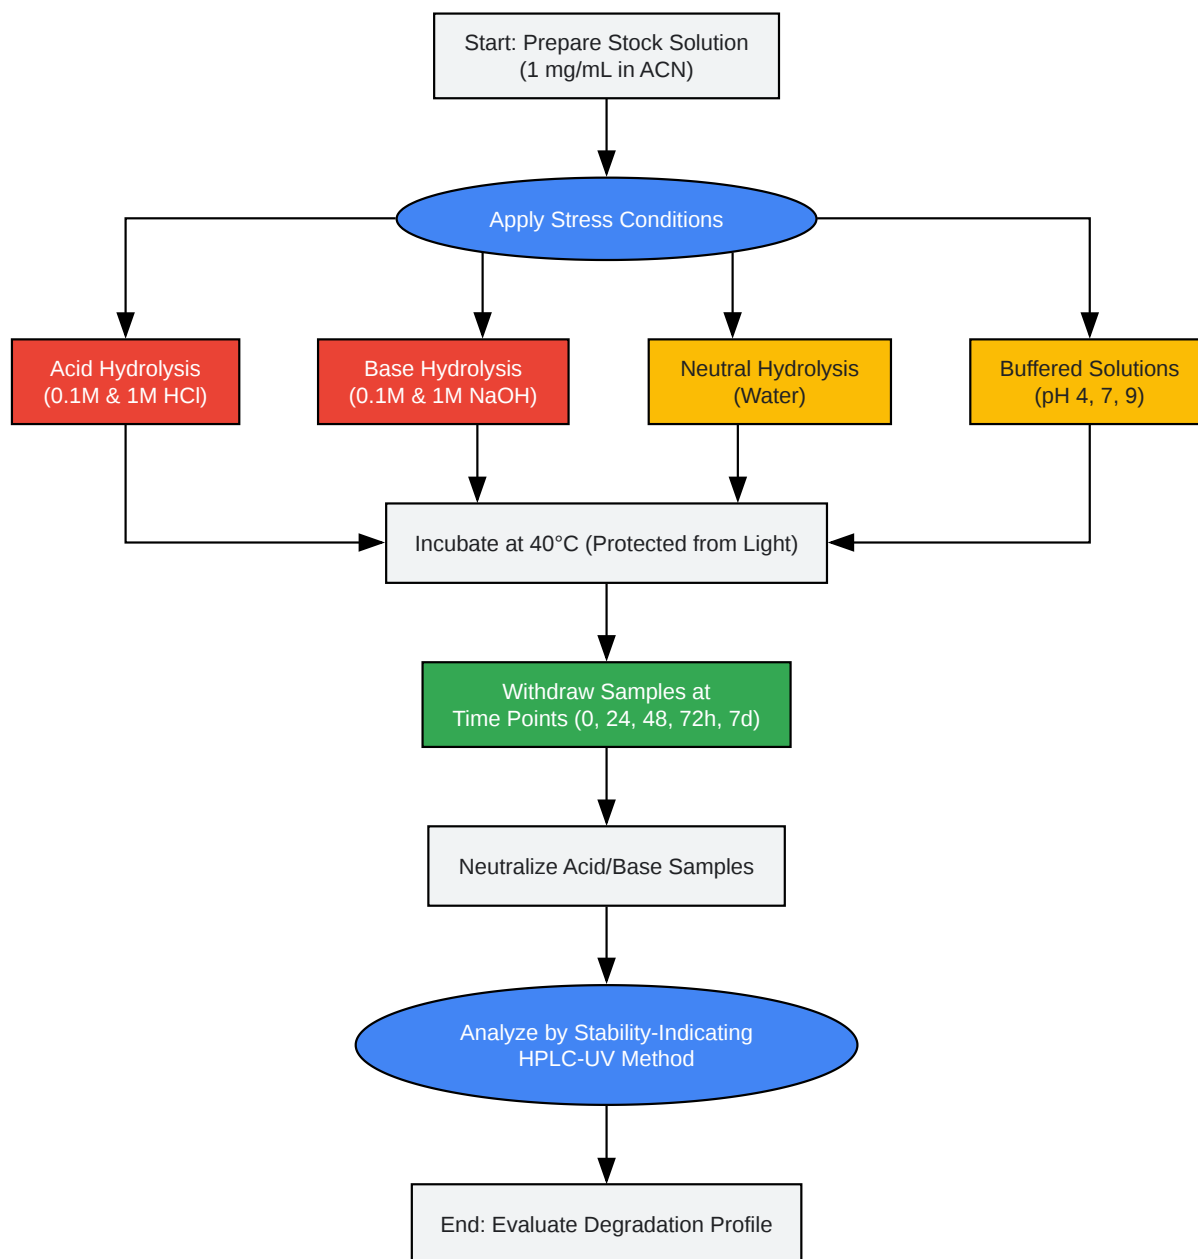 Start: Prepare Stock Solution
(1 mg/mL in ACN)
Apply Stress Conditions
Acid Hydrolysis
(0.1M & 1M HCl)
Base Hydrolysis
(0.1M & 1M NaOH)
Neutral Hydrolysis
(Water)
Buffered Solutions
(pH 4, 7, 9)
Incubate at 40°C (Protected from Light)
Withdraw Samples at
Time Points (0, 24, 48, 72h, 7d)
Neutralize Acid/Base Samples
Analyze by Stability-Indicating
HPLC-UV Method
End: Evaluate Degradation Profile